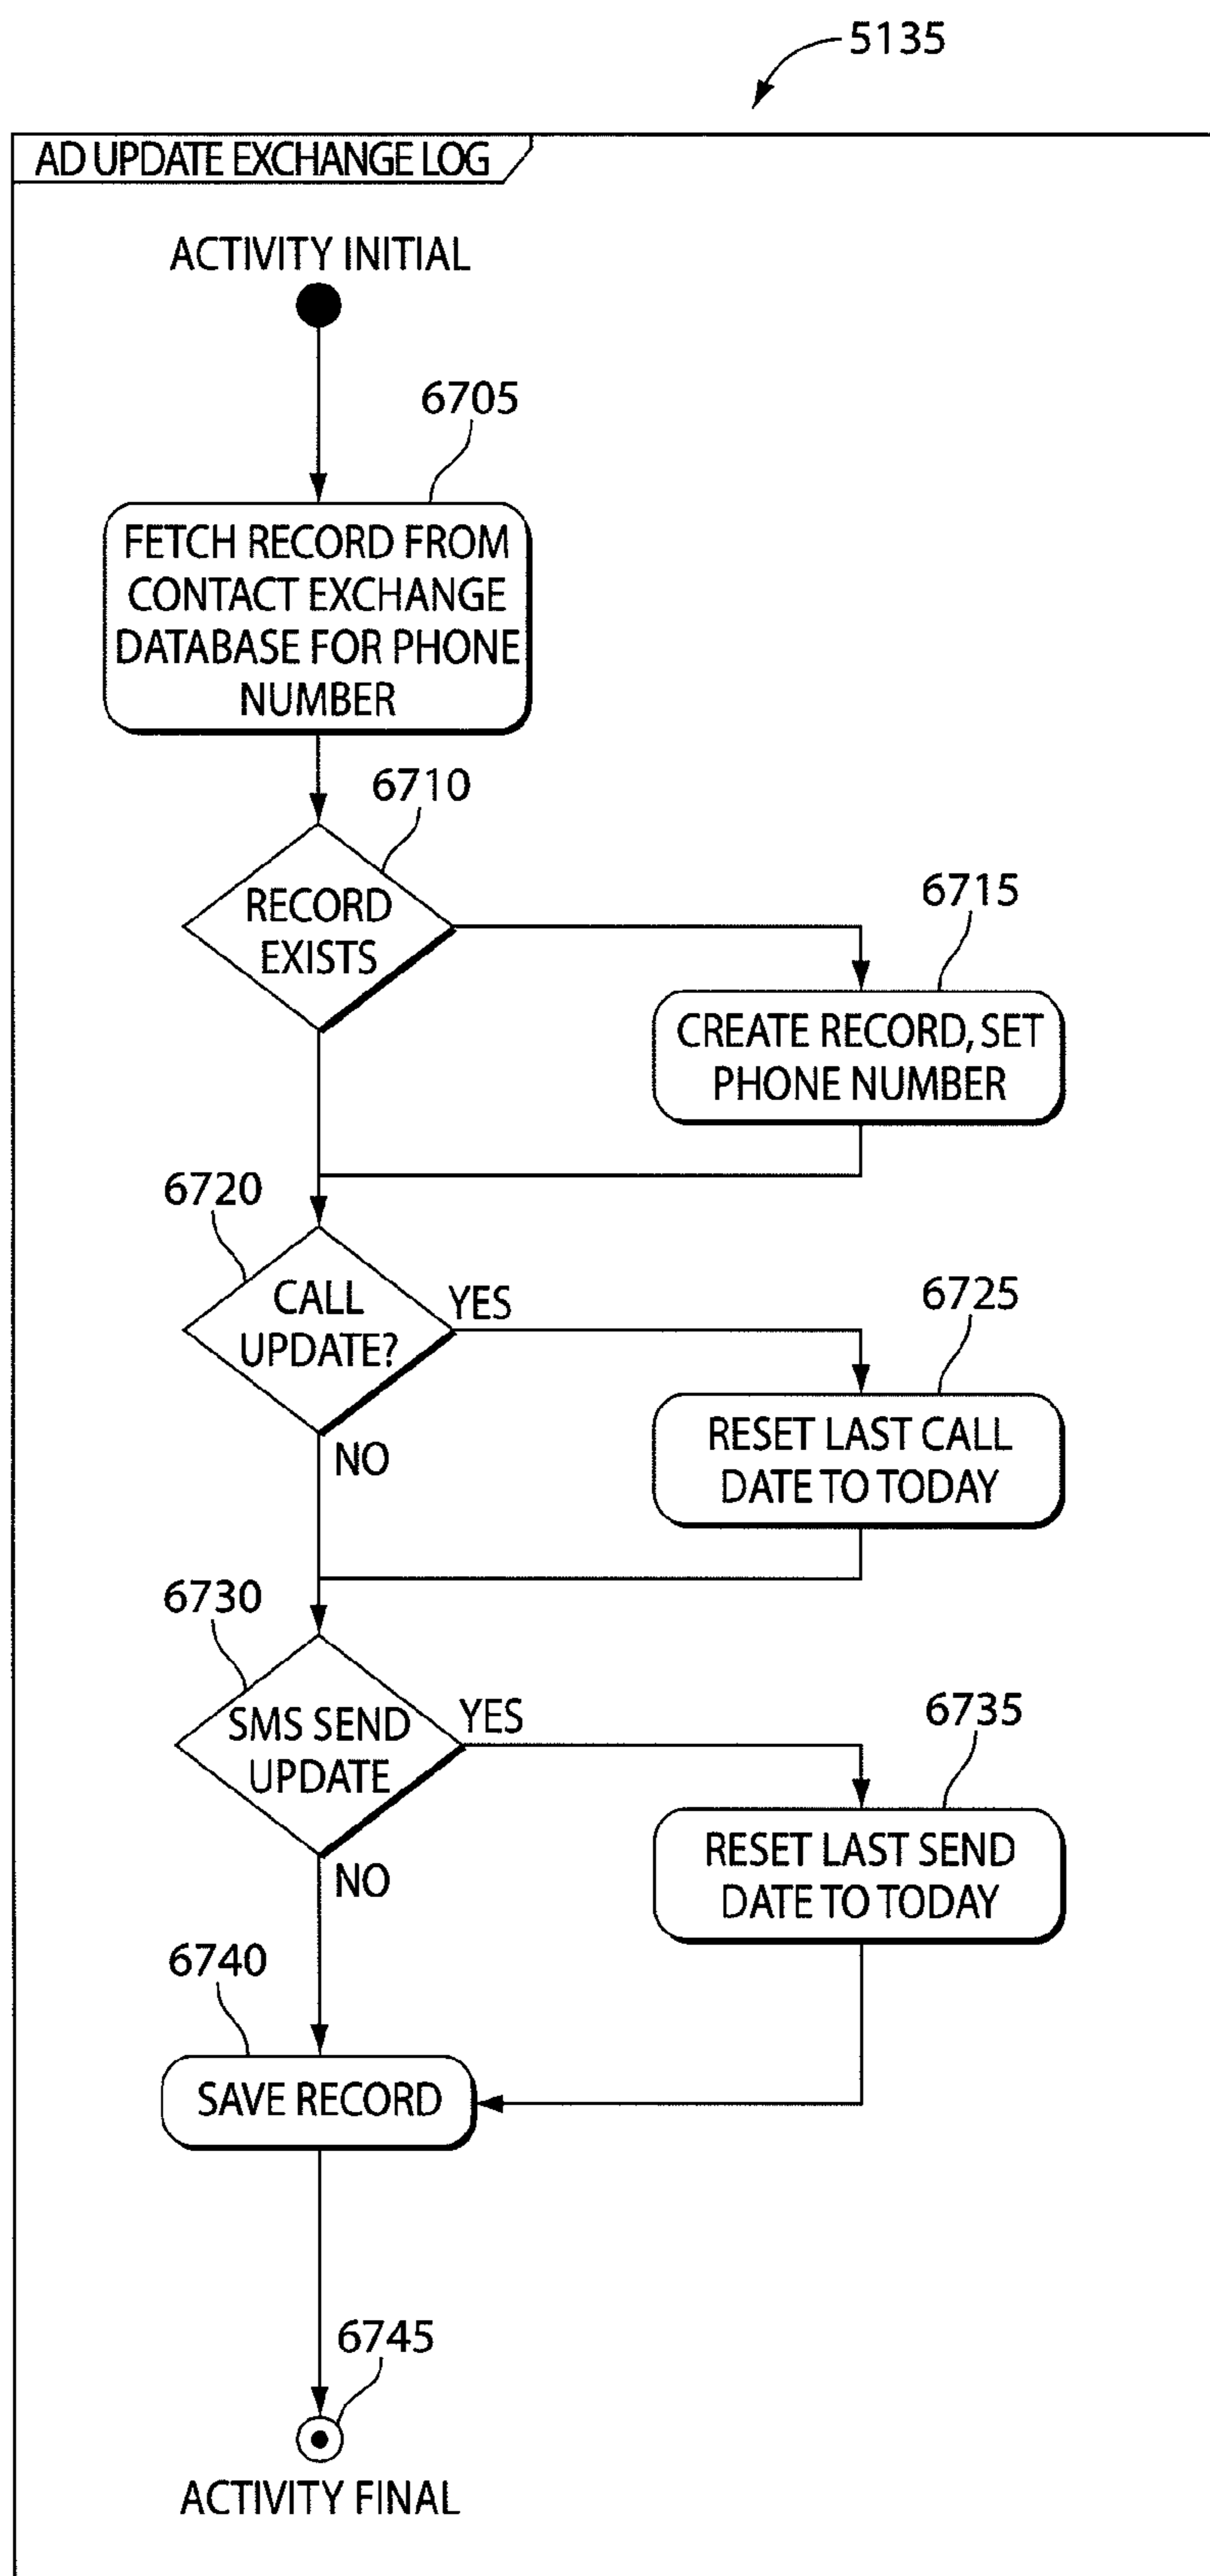 5135
AD UPDATE EXCHANGE LOG
ACTIVITY INITIAL
6705
FETCH RECORD FROM
CONTACT EXCHANGE
DATABASE FOR PHONE
NUMBER
6710
RECORD
EXISTS
6715
CREATE RECORD, SET
PHONE NUMBER
6720
CALL
UPDATE?
YES
NO
6725
RESET LAST CALL
DATE TO TODAY
6730
SMS SEND
UPDATE
YES
NO
6735
RESET LAST SEND
DATE TO TODAY
6740
SAVE RECORD
6745
ACTIVITY FINAL